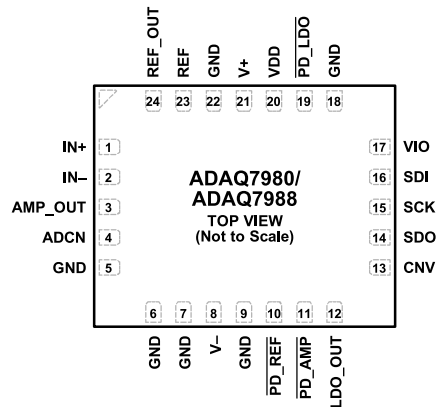 REF_OUT
REF
GND
V+
VDD
PD_LDO
GND
24 23 22 21 20 19 18
IN+ 1
IN– 2
AMP_OUT 3
ADCN 4
GND 5
ADAQ7980/
ADAQ7988
TOP VIEW
(Not to Scale)
17 VIO
16 SDI
15 SCK
14 SDO
13 CNV
6 7 8 9 10 11 12
GND
GND
V–
GND
PD_REF
PD_AMP
LDO_OUT